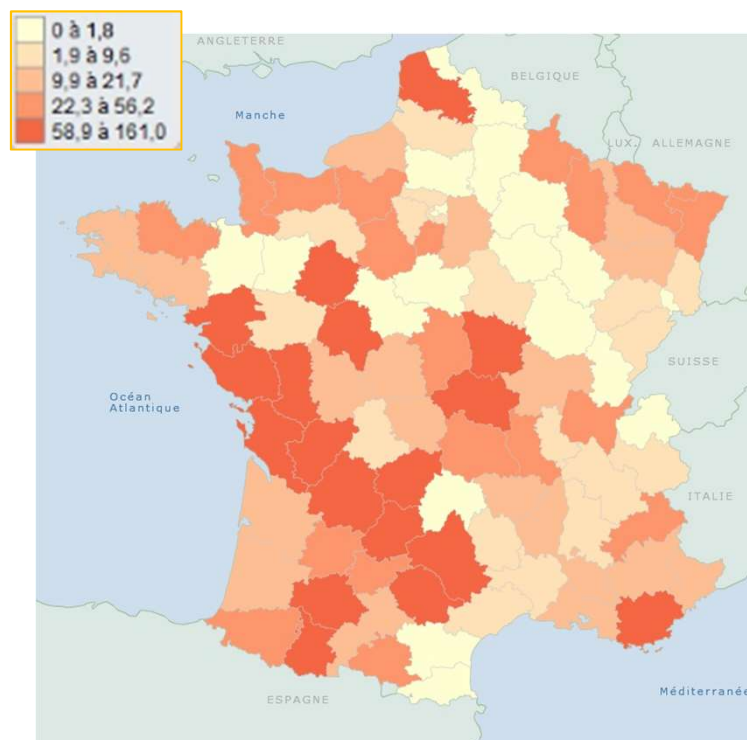 0 à 1,8
1,9 à 9,6
9,9 à 21,7
22,3 à 56,2
58,9 à 161,0
ANGLETERRE
BELGIQUE
Manche
LUX.
ALLEMAGNE
SUISSE
Océan
Atlantique
ITALIE
ESPAGNE
Méditerranée